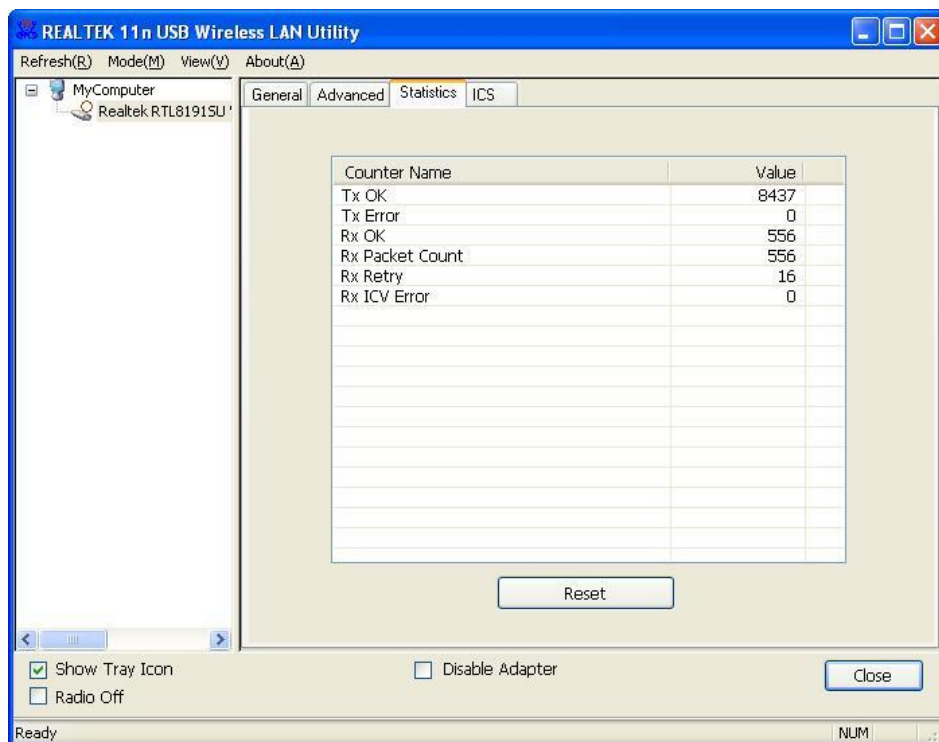 REALTEK 11n USB Wireless LAN Utility
Refresh(R) Mode(M) View(V) About(A)
MyComputer
Realtek RTL8191SU '
General Advanced Statistics ICS
Counter Name Value
Tx OK 8437
Tx Error 0
Rx OK 556
Rx Packet Count 556
Rx Retry 16
Rx ICV Error 0
Reset
Show Tray Icon
Disable Adapter
Close
Radio Off
Ready NUM